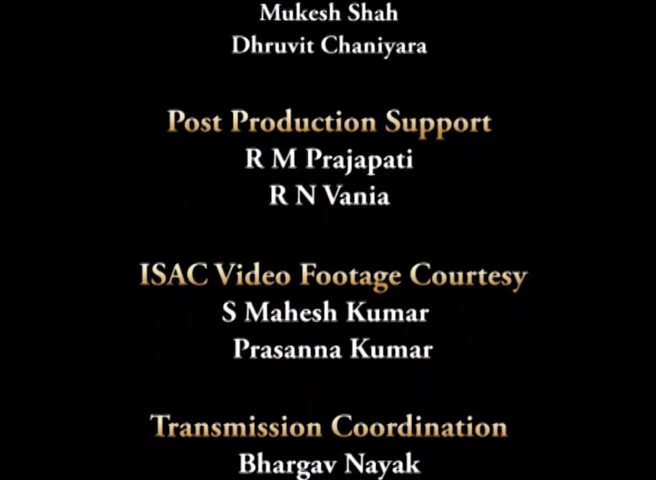 Mukesh Shah
Dhruvit Chaniyara
Post Production Support
R M Prajapati
R N Vania
ISAC Video Footage Courtesy
S Mahesh Kumar
Prasanna Kumar
Transmission Coordination
Bhargav Nayak